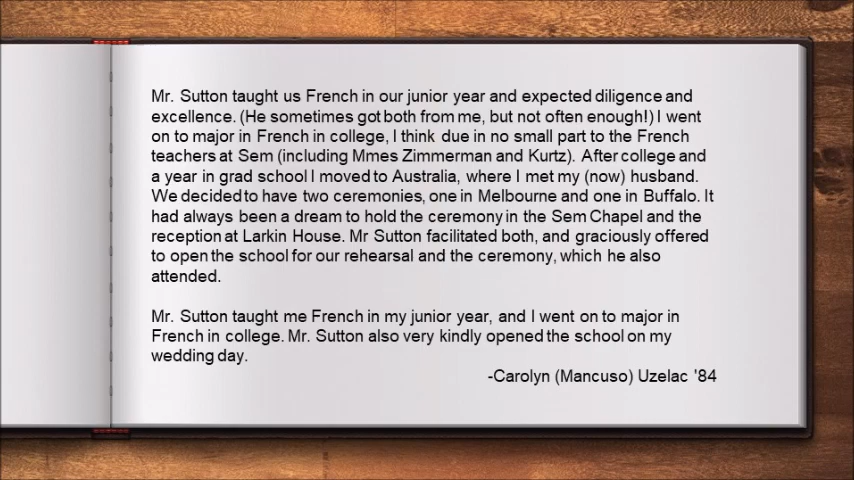 Mr. Sutton taught us French in our junior year and expected diligence and
excellence. (He sometimes got both from me, but not often enough!) I went
on to major in French in college, I think due in no small part to the French
teachers at Sem (including Mmes Zimmerman and Kurtz). After college and
a year in grad school I moved to Australia, where I met my (now) husband.
We decided to have two ceremonies, one in Melbourne and one in Buffalo. It
had always been a dream to hold the ceremony in the Sem Chapel and the
reception at Larkin House. Mr Sutton facilitated both, and graciously offered
to open the school for our rehearsal and the ceremony, which he also
attended.

Mr. Sutton taught me French in my junior year, and I went on to major in
French in college. Mr. Sutton also very kindly opened the school on my
wedding day.
-Carolyn (Mancuso) Uzelac '84